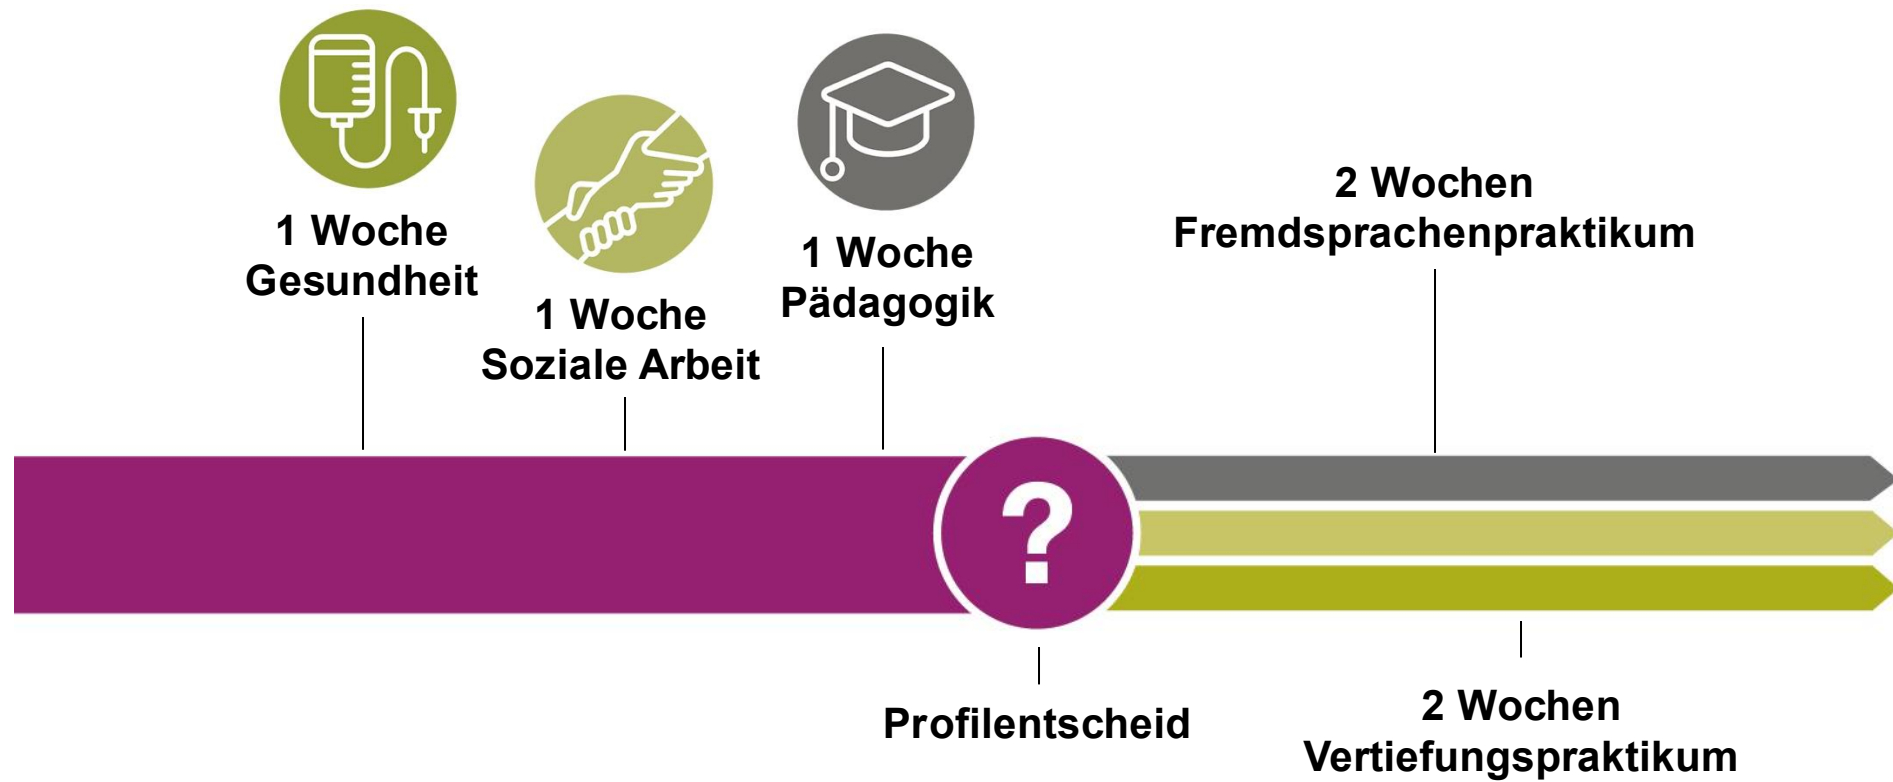 1 Woche
Gesundheit
1 Woche
Soziale Arbeit
1 Woche
Pädagogik
2 Wochen
Fremdsprachenpraktikum
?
Profilentscheid
2 Wochen
Vertiefungspraktikum